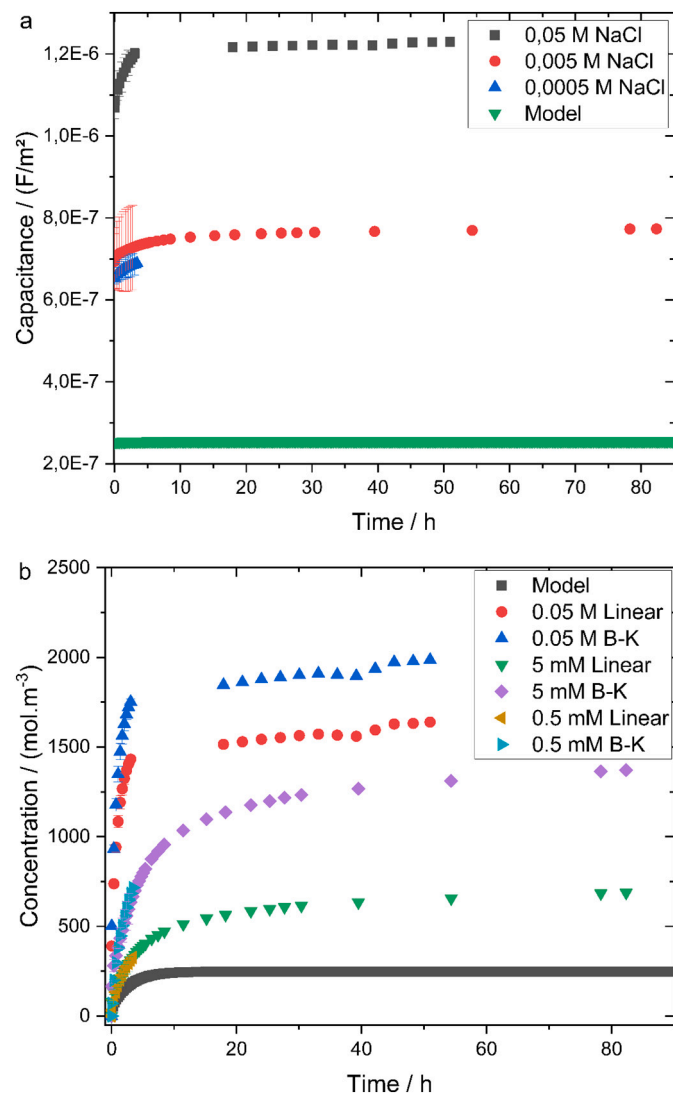 a
0,05 M NaCl
0,005 M NaCl
0,0005 M NaCl
Model
1,2E-6
1,0E-6
8,0E-7
6,0E-7
4,0E-7
2,0E-7
Capacitance / (F/m²)
0 10 20 30 40 50 60 70 80
Time / h
b
Model
0.05 M Linear
0.05 M B-K
5 mM Linear
5 mM B-K
0.5 mM Linear
0.5 mM B-K
2500
2000
1500
1000
500
0
Concentration / (mol.m⁻³)
0 20 40 60 80
Time / h